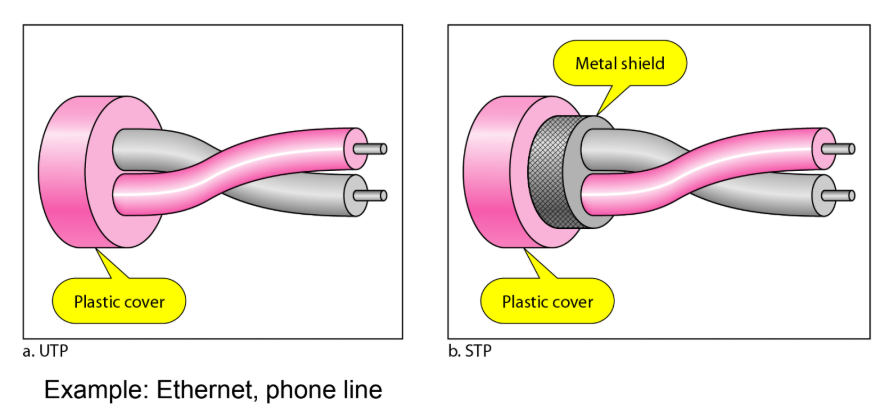 Metal shield
Plastic cover
Plastic cover
a. UTP
b. STP
Example: Ethernet, phone line